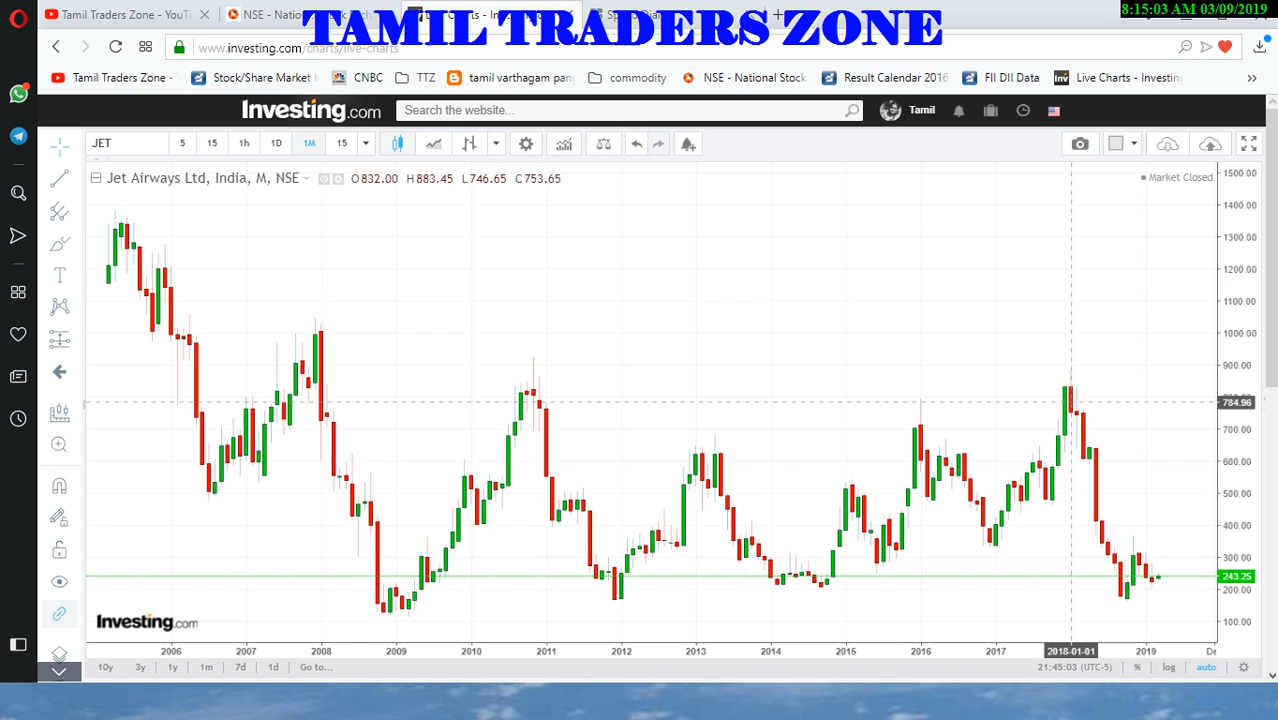 Tamil Traders Zone - YouT
NSE - Nation
8:15:03 AM 03/09/2019
TAMIL TRADERS ZONE
www.investing.com/charts/live-charts
Tamil Traders Zone -
Stock/Share Market I
CNBC
TTZ
tamil varthagam pan
commodity
NSE - National Stock
Result Calendar 2016
FII DII Data
Live Charts - Investin
Investing.com
Search the website...
Tamil
JET
5
15
1h
1D
1M
15
Jet Airways Ltd, India, M, NSE
O832.00 H883.45 L746.65 C753.65
Market Closed
1500.00
1400.00
1300.00
1200.00
1100.00
1000.00
900.00
784.96
700.00
600.00
500.00
400.00
300.00
243.25
200.00
100.00
Investing.com
2006
2007
2008
2009
2010
2011
2012
2013
2014
2015
2016
2017
2018-01-01
2019
10y
3y
1y
1m
7d
1d
Go to...
21:45:03 (UTC-5)
%
log
auto